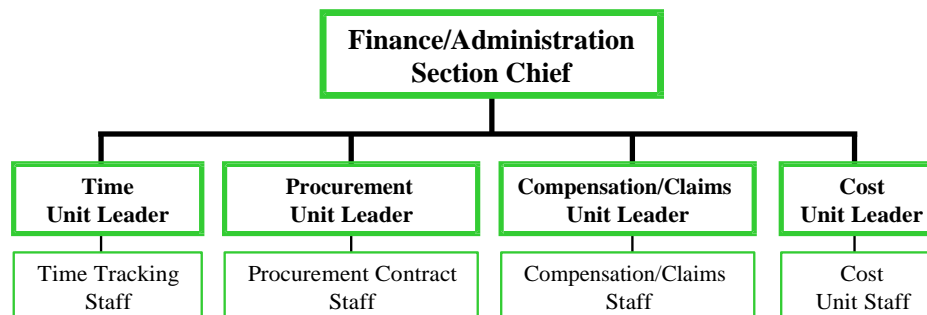 Finance/Administration
Section Chief
Time
Unit Leader
Procurement
Unit Leader
Compensation/Claims
Unit Leader
Cost
Unit Leader
Time Tracking
Staff
Procurement Contract
Staff
Compensation/Claims
Staff
Cost
Unit Staff